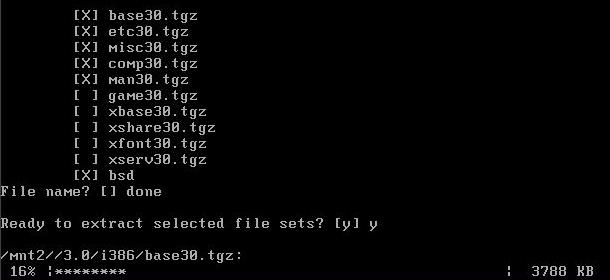 [X] base30.tgz
[X] etc30.tgz
[X] misc30.tgz
[X] comp30.tgz
[X] man30.tgz
[ ] game30.tgz
[ ] xbase30.tgz
[ ] xshare30.tgz
[ ] xfont30.tgz
[ ] xserv30.tgz
[X] bsd
File name? [] done
Ready to extract selected file sets? [y] y
/mnt2//3.0/i386/base30.tgz:
16% |******** | 3788 KB